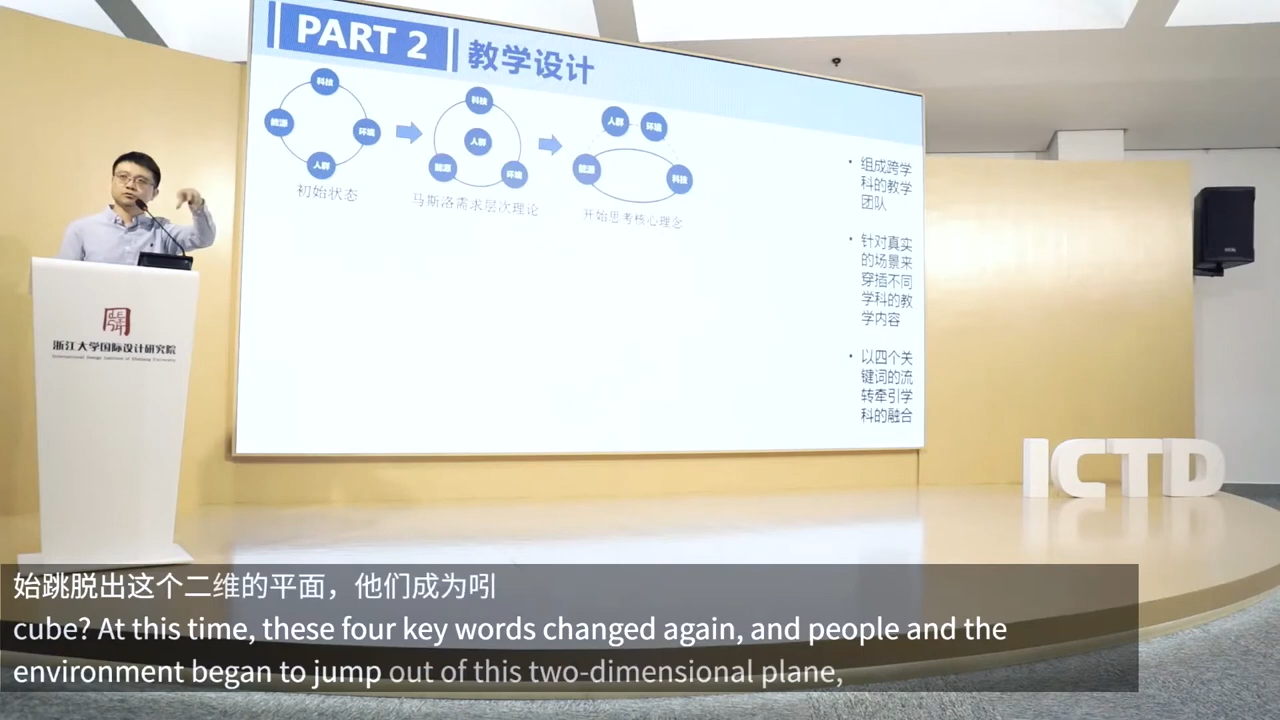 PART 2
教学设计
科技
能源
环境
人群
初始状态
科技
人群
能源
环境
马斯洛需求层次理论
人群
环境
能源
科技
开始思考核心理念
• 组成跨学
科的教学
团队
• 针对真实
的场景来
穿插不同
学科的教
学内容
• 以四个关
键词的流
转牵引学
科的融合
浙江大学国际设计研究院
International Design Institute of Zhejiang University
ICTD
始跳脱出这个二维的平面，他们成为吲
cube? At this time, these four key words changed again, and people and the
environment began to jump out of this two-dimensional plane,